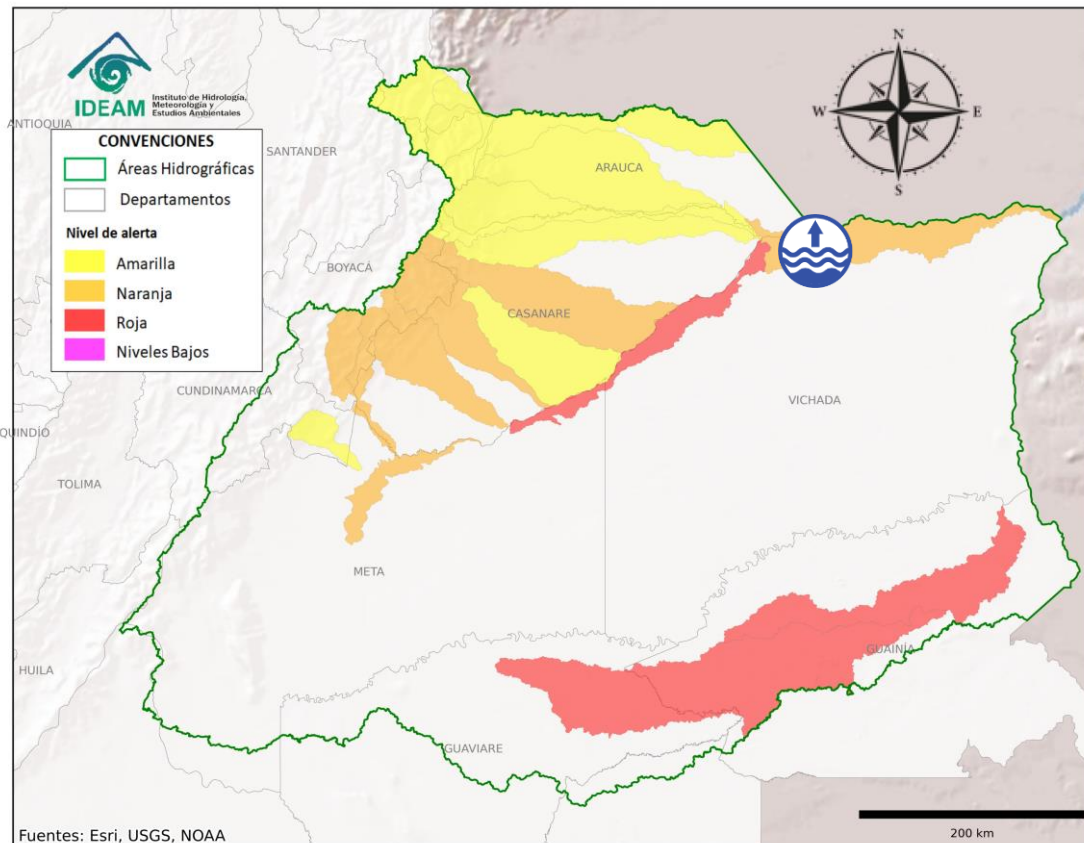 IDEAM
Instituto de Hidrología,
Meteorología y
Estudios Ambientales
CONVENCIONES
Áreas Hidrográficas
Departamentos
Nivel de alerta
Amarilla
Naranja
Roja
Niveles Bajos
N
W
E
S
ANTIOQUIA
SANTANDER
ARAUCA
BOYACÁ
CASANARE
CUNDINAMARCA
VICHADA
QUINDÍO
TOLIMA
META
HUILA
GUAINÍA
GUAVIARE
Fuentes: Esri, USGS, NOAA
200 km